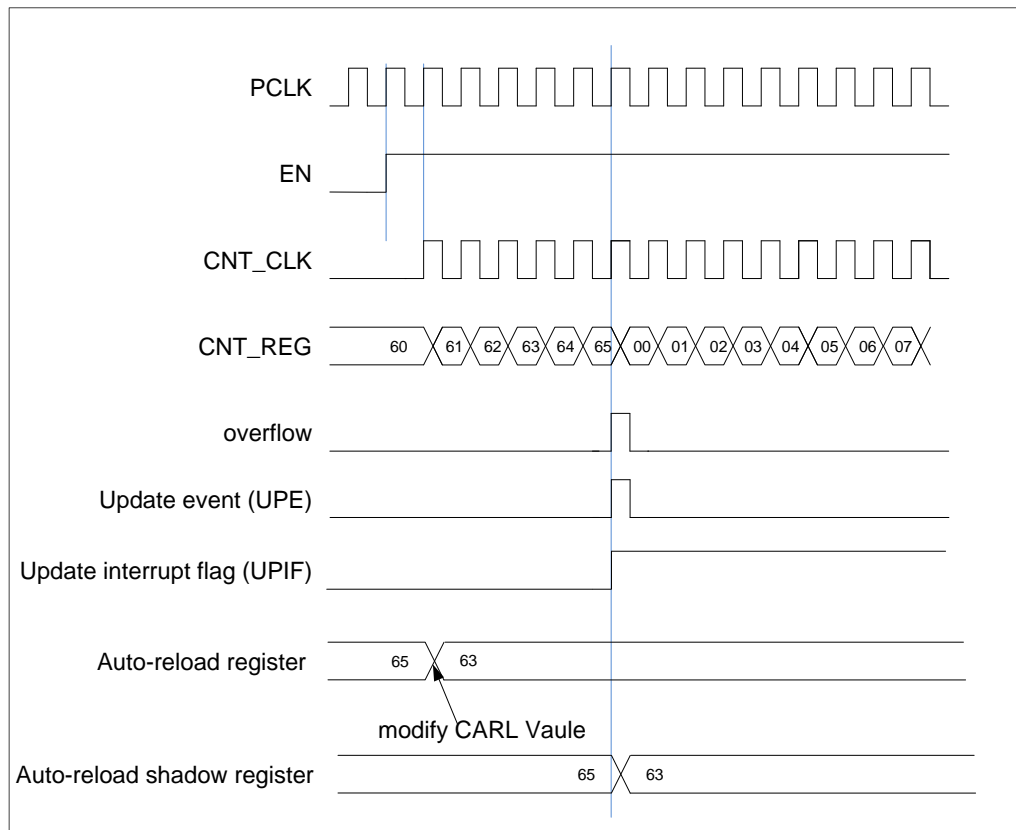 PCLK
EN
CNT_CLK
CNT_REG 60 61 62 63 64 65 00 01 02 03 04 05 06 07
overflow
Update event (UPE)
Update interrupt flag (UPIF)
Auto-reload register 65 63
modify CARL Vaule
Auto-reload shadow register 65 63